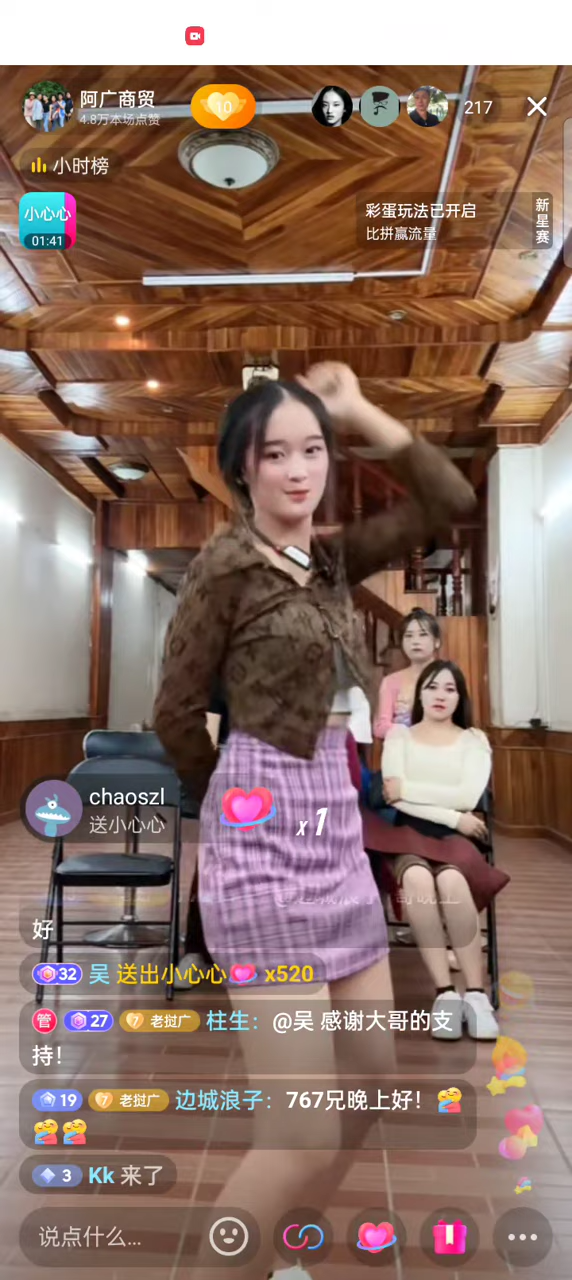 阿广商贸
4.8万本场点赞
10
217
小时榜
小心心
01:41
彩蛋玩法已开启
比拼赢流量
新星赛
chaoszl
送小心心
x1
好
32 吴 送出小心心 x520
管 27 7 老挝广 柱生: @吴 感谢大哥的支
持!
19 7 老挝广 边城浪子: 767兄晚上好! 🫂
🫂🫂
3 Kk 来了
说点什么...